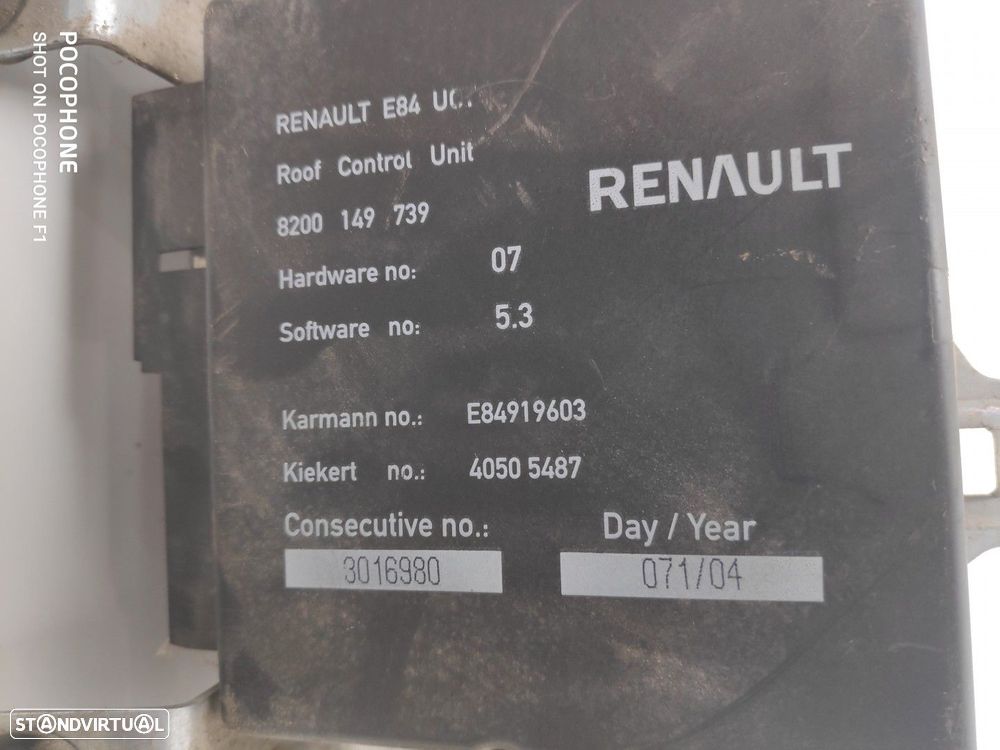 RENAULT E84
Roof Control Unit
8200 149 739
RENAULT
Hardware no: 07
Software no: 5.3
Karmann no.: E84919603
Kiekert no.: 4050 5487
Consecutive no.: Day / Year
3016980 071/04
POCOPHONE
SHOT ON POCOPHONE F1
STANDVIRTUAL